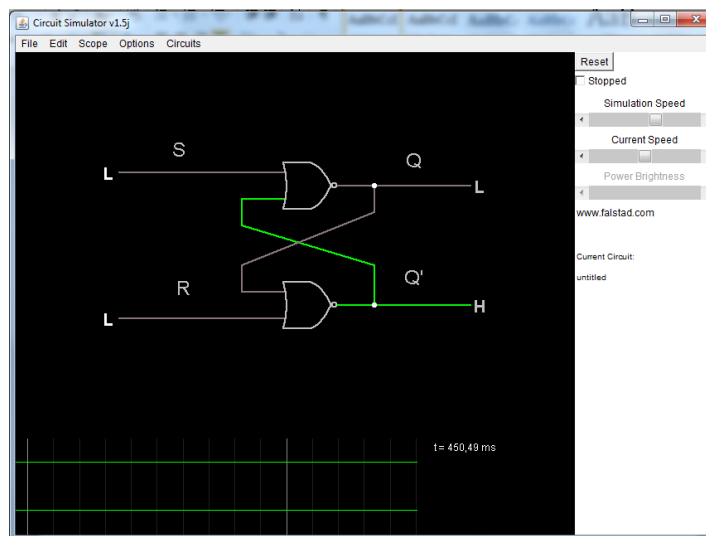 Circuit Simulator v1.5j
File Edit Scope Options Circuits
Reset
Stopped
Simulation Speed
Current Speed
Power Brightness
www.falstad.com
Current Circuit:
untitled
S
Q
L
L
R
Q'
L
H
t= 450,49 ms